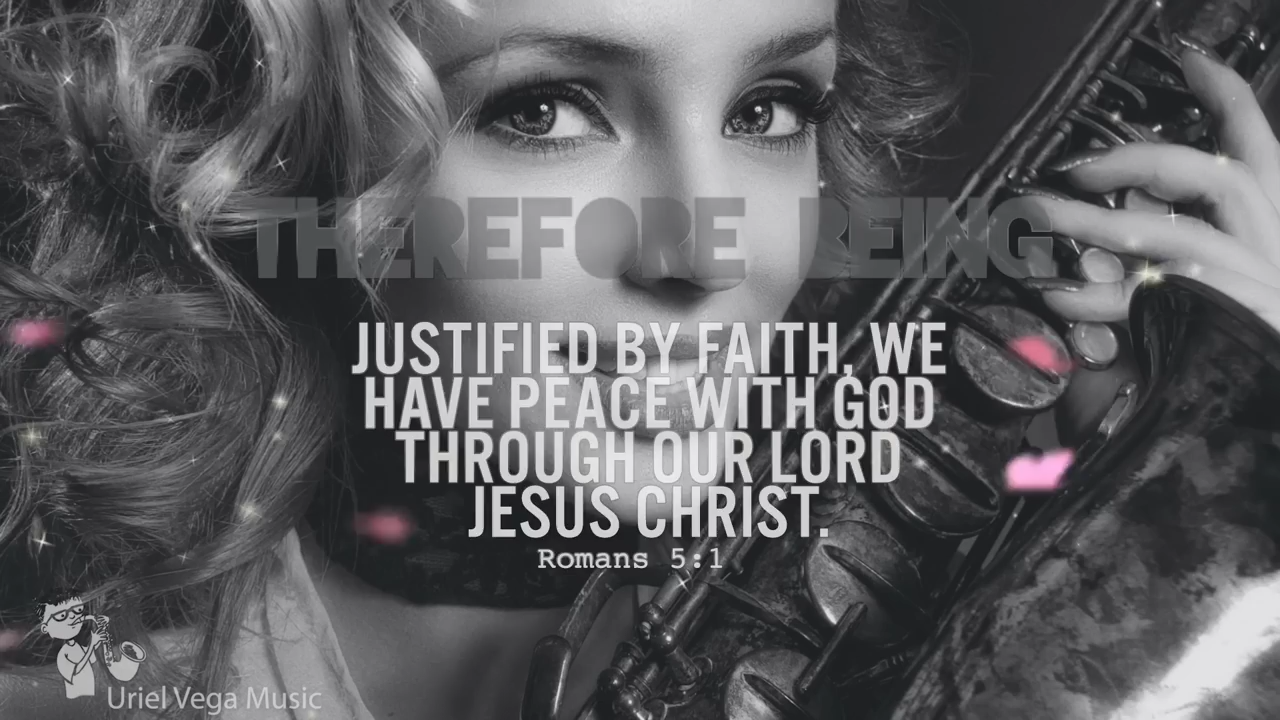 THEREFORE BEING
JUSTIFIED BY FAITH, WE
HAVE PEACE WITH GOD
THROUGH OUR LORD
JESUS CHRIST.
Romans 5:1
Uriel Vega Music